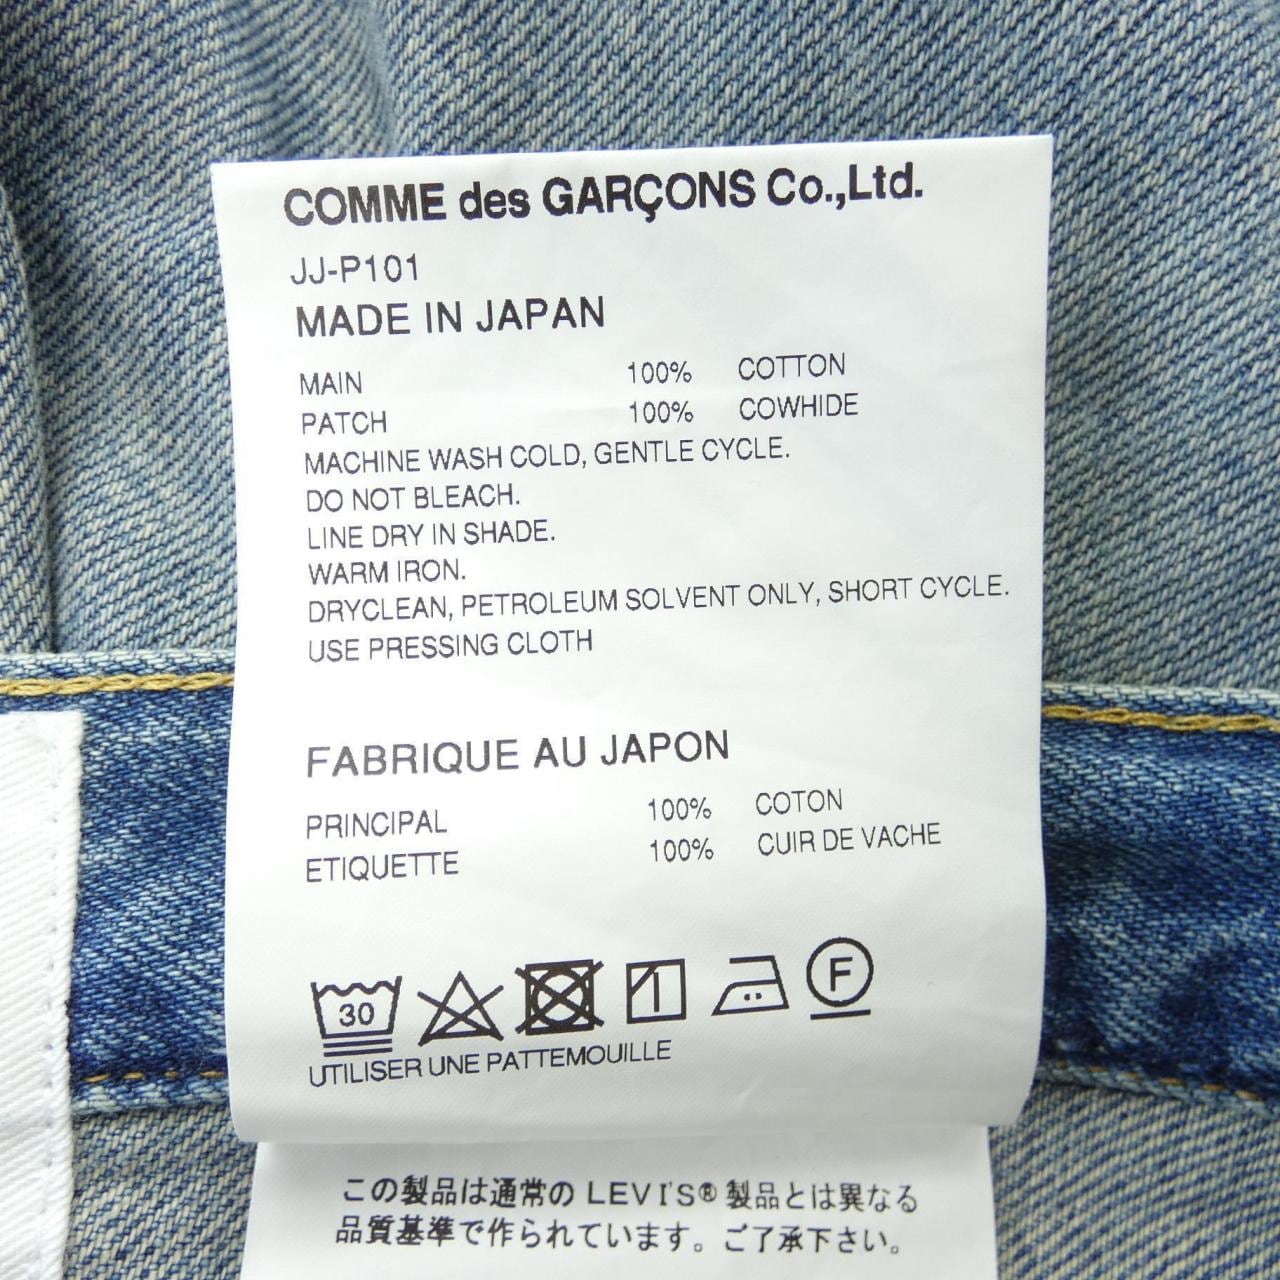 COMME des GARÇONS Co.,Ltd.
JJ-P101
MADE IN JAPAN
MAIN 100% COTTON
PATCH 100% COWHIDE
MACHINE WASH COLD, GENTLE CYCLE.
DO NOT BLEACH.
LINE DRY IN SHADE.
WARM IRON.
DRYCLEAN, PETROLEUM SOLVENT ONLY, SHORT CYCLE.
USE PRESSING CLOTH
FABRIQUE AU JAPON
PRINCIPAL 100% COTON
ETIQUETTE 100% CUIR DE VACHE
30 F
UTILISER UNE PATTEMOUILLE
この製品は通常の LEVI'S® 製品とは異なる
品質基準で作られています。ご了承下さい。